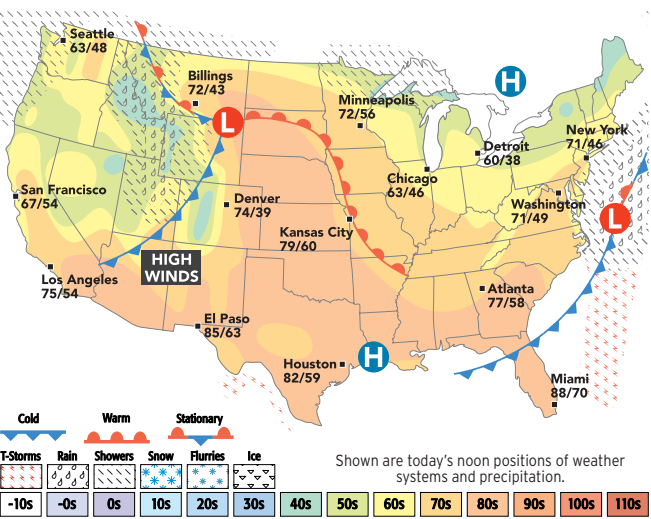 Seattle
63/48
Billings
72/43
H
Minneapolis
72/56
L
New York
71/46
Detroit
60/38
Chicago
63/46
San Francisco
67/54
Denver
74/39
Washington
71/49
L
Kansas City
79/60
HIGH
WINDS
Los Angeles
75/54
Atlanta
77/58
El Paso
85/63
H
Houston
82/59
Miami
88/70
Cold
Warm
Stationary
T-Storms Rain Showers Snow Flurries Ice
Shown are today's noon positions of weather
systems and precipitation.
-10s -0s 0s 10s 20s 30s 40s 50s 60s 70s 80s 90s 100s 110s